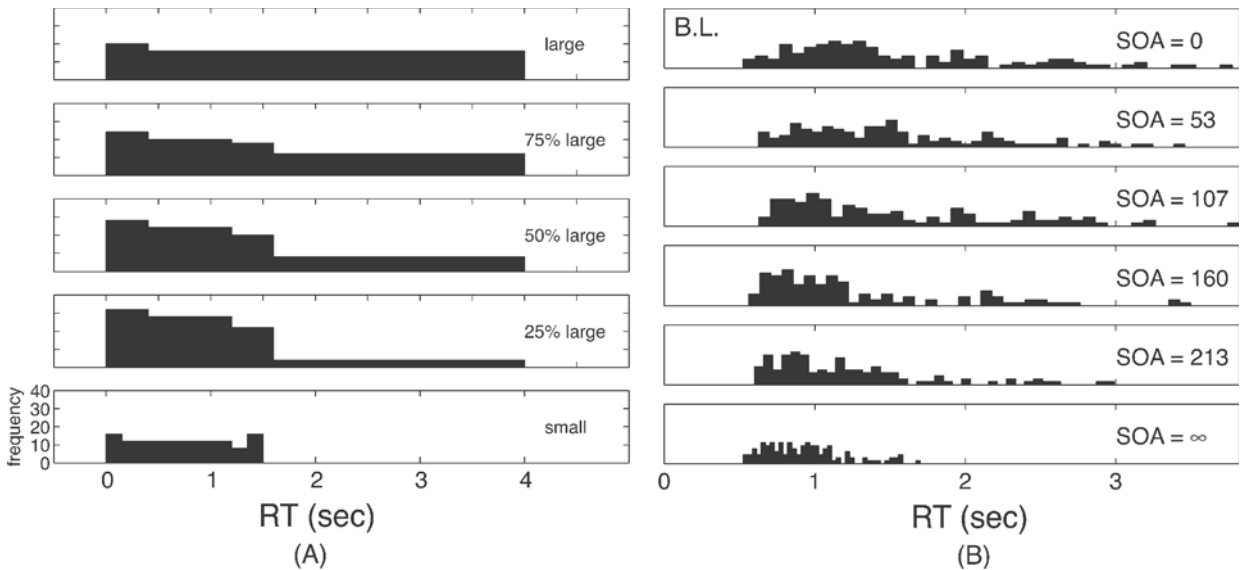 large
75% large
50% large
25% large
small
frequency
40
30
20
10
0
0 1 2 3 4
RT (sec)
(A)
B.L.
SOA = 0
SOA = 53
SOA = 107
SOA = 160
SOA = 213
SOA = ∞
0 1 2 3
RT (sec)
(B)